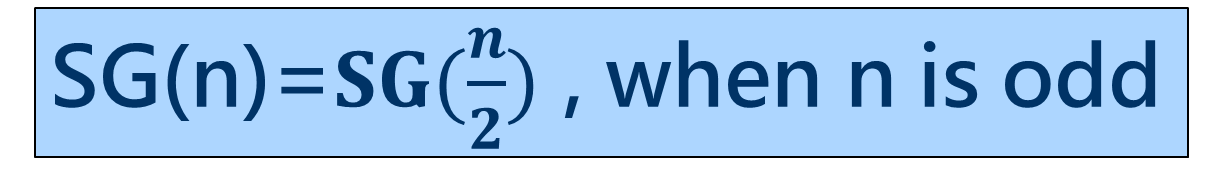 SG(n)=SG(n/2) , when n is odd